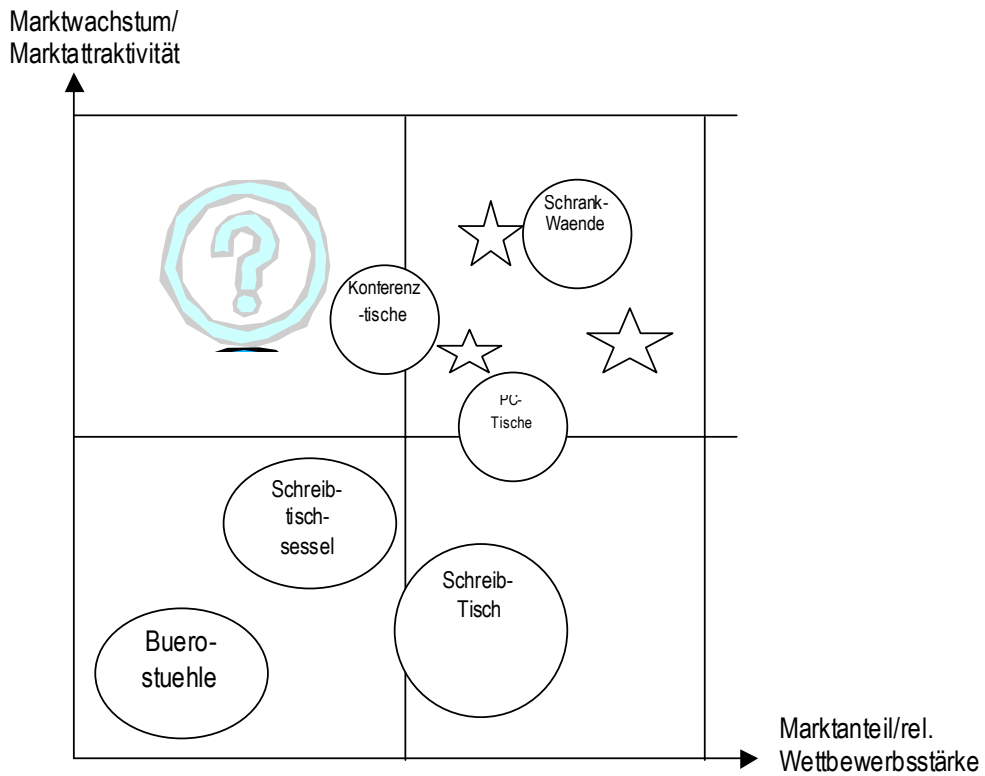 Marktwachstum/
Marktattraktivität
?
Schrank-
Waende
Konferenz
-tische
PC-
Tische
Schreib-
tisch-
sessel
Schreib-
Tisch
Buero-
stuehle
Marktanteil/rel.
Wettbewerbsstärke